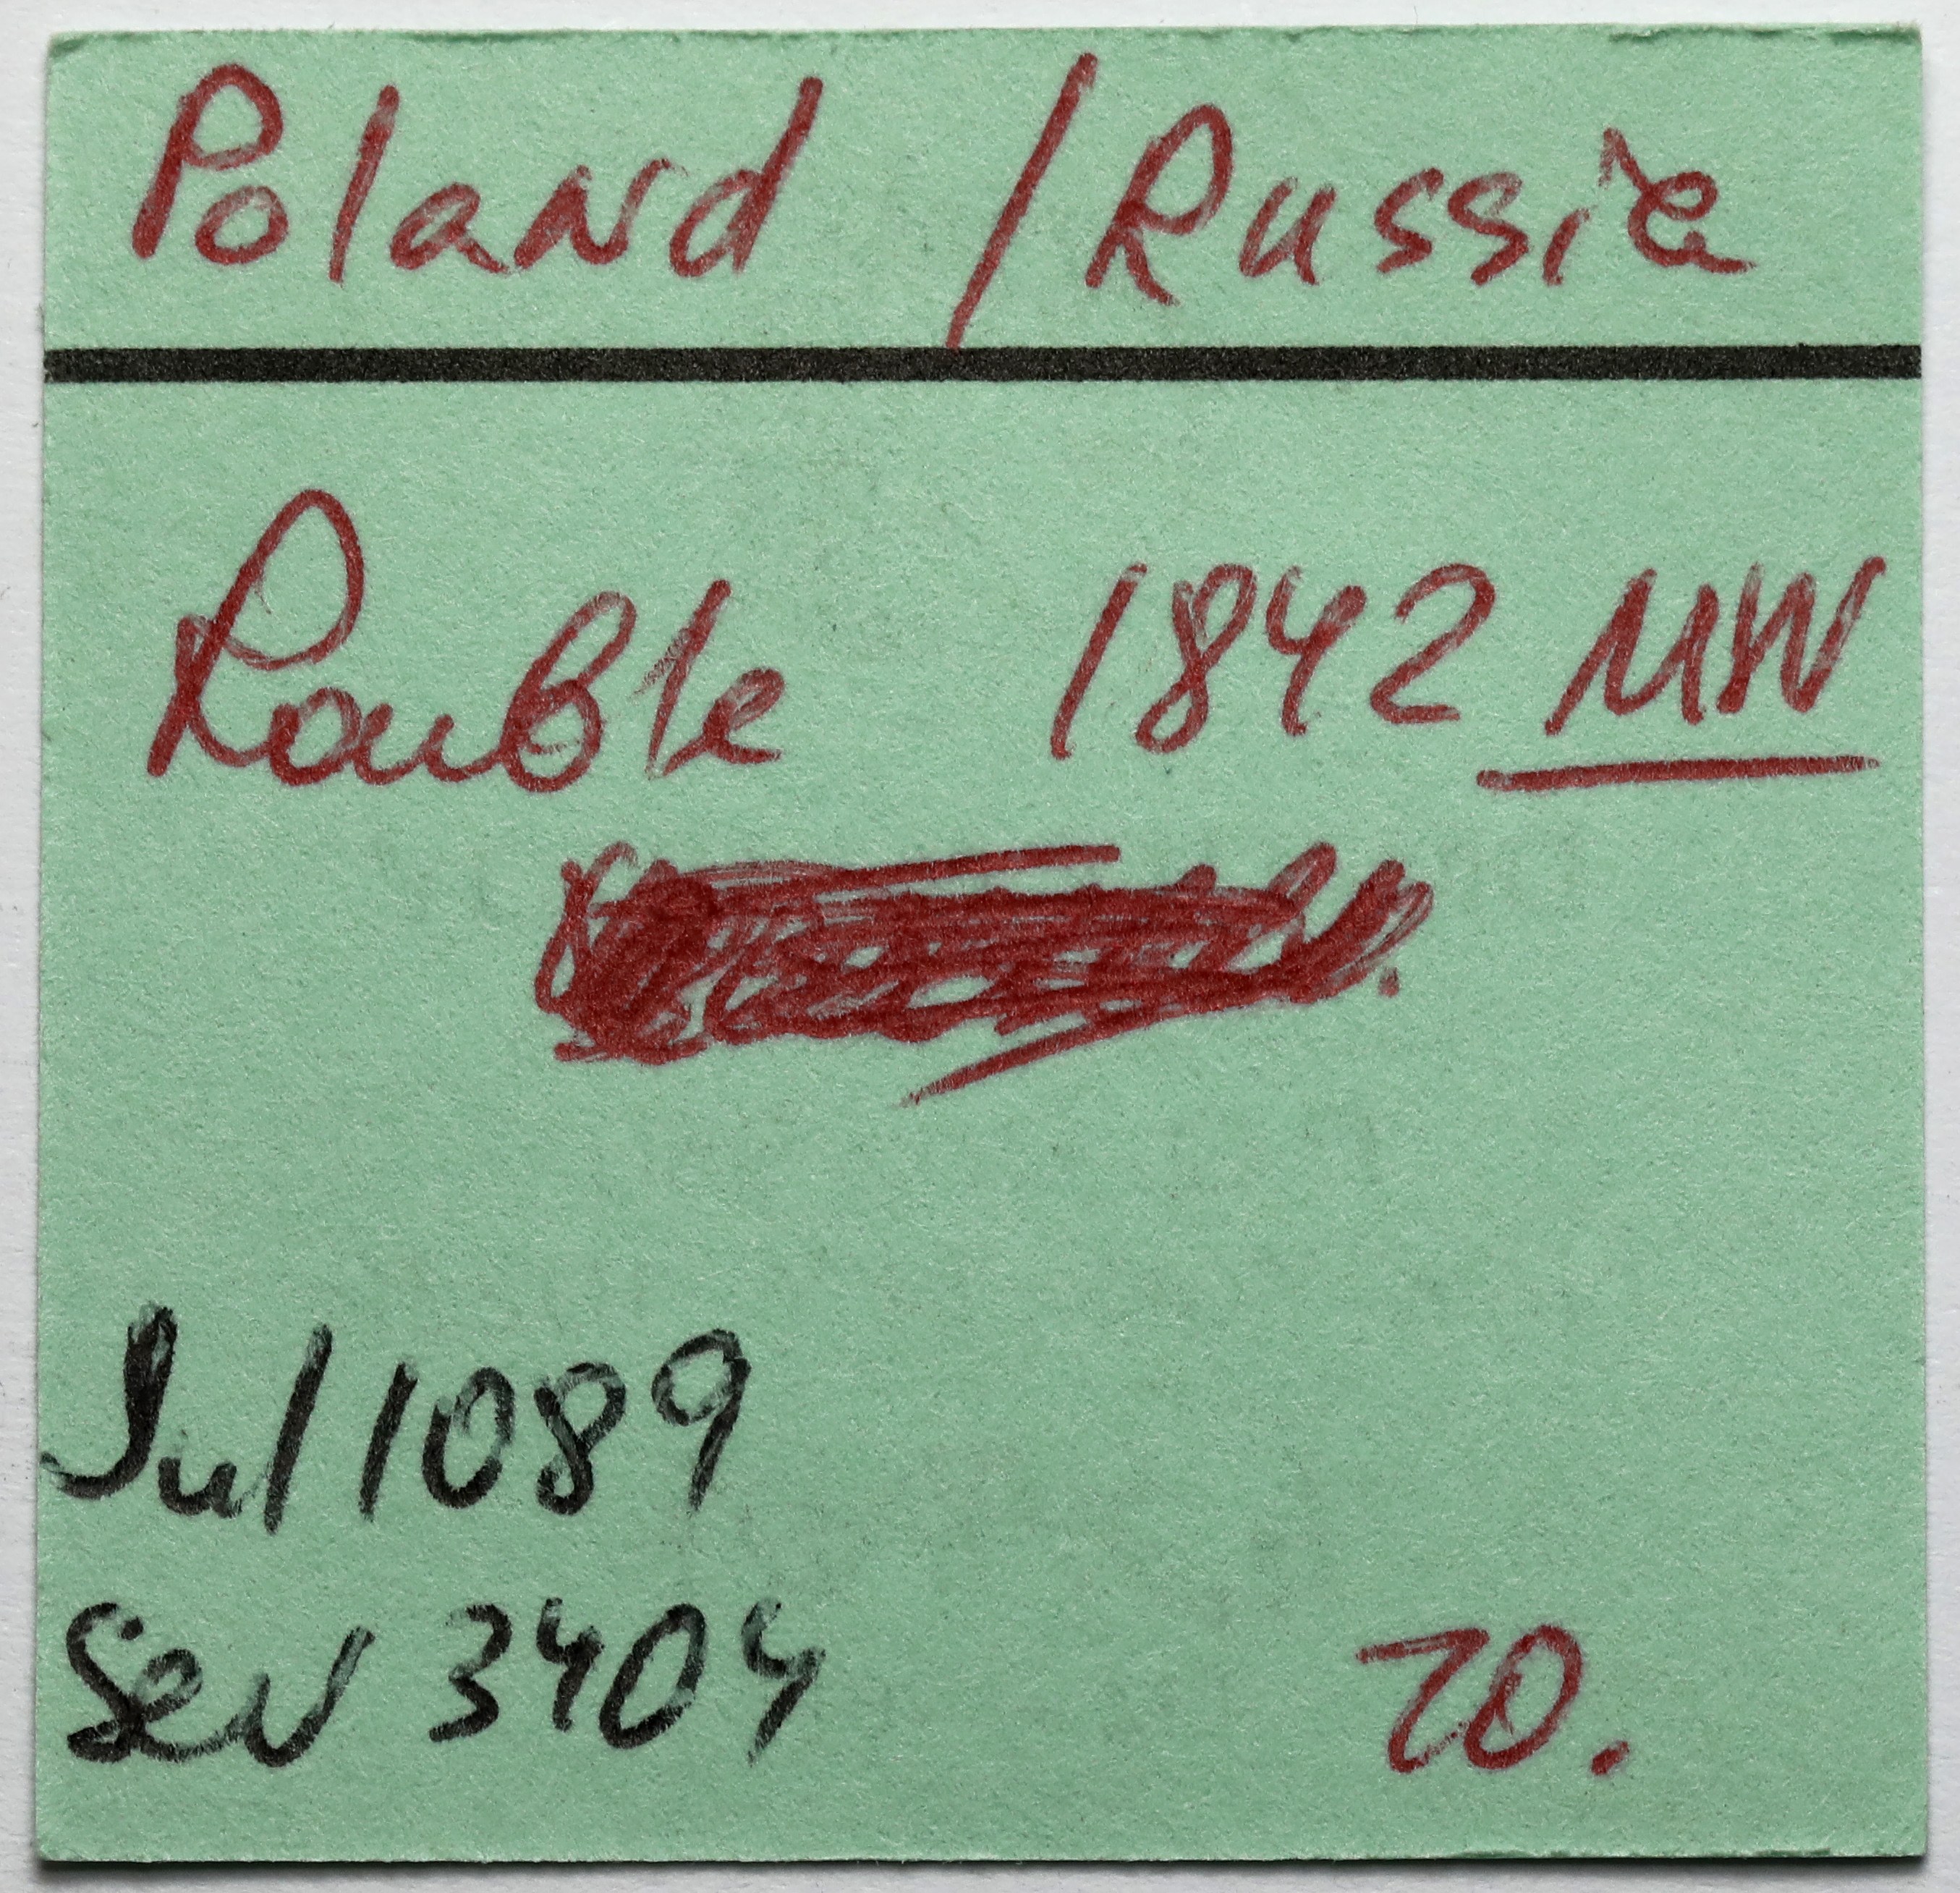 Poland / Russia
Rouble 1842 MW
Jul 1089
Sev 3404
70.